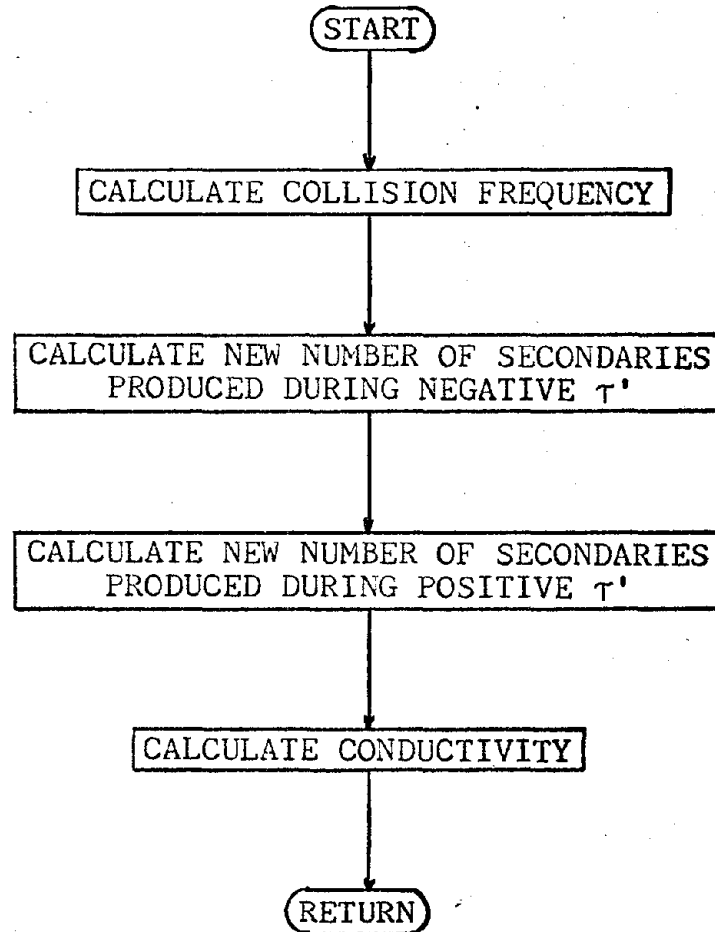 START
CALCULATE COLLISION FREQUENCY
CALCULATE NEW NUMBER OF SECONDARIES
PRODUCED DURING NEGATIVE τ'
CALCULATE NEW NUMBER OF SECONDARIES
PRODUCED DURING POSITIVE τ'
CALCULATE CONDUCTIVITY
RETURN